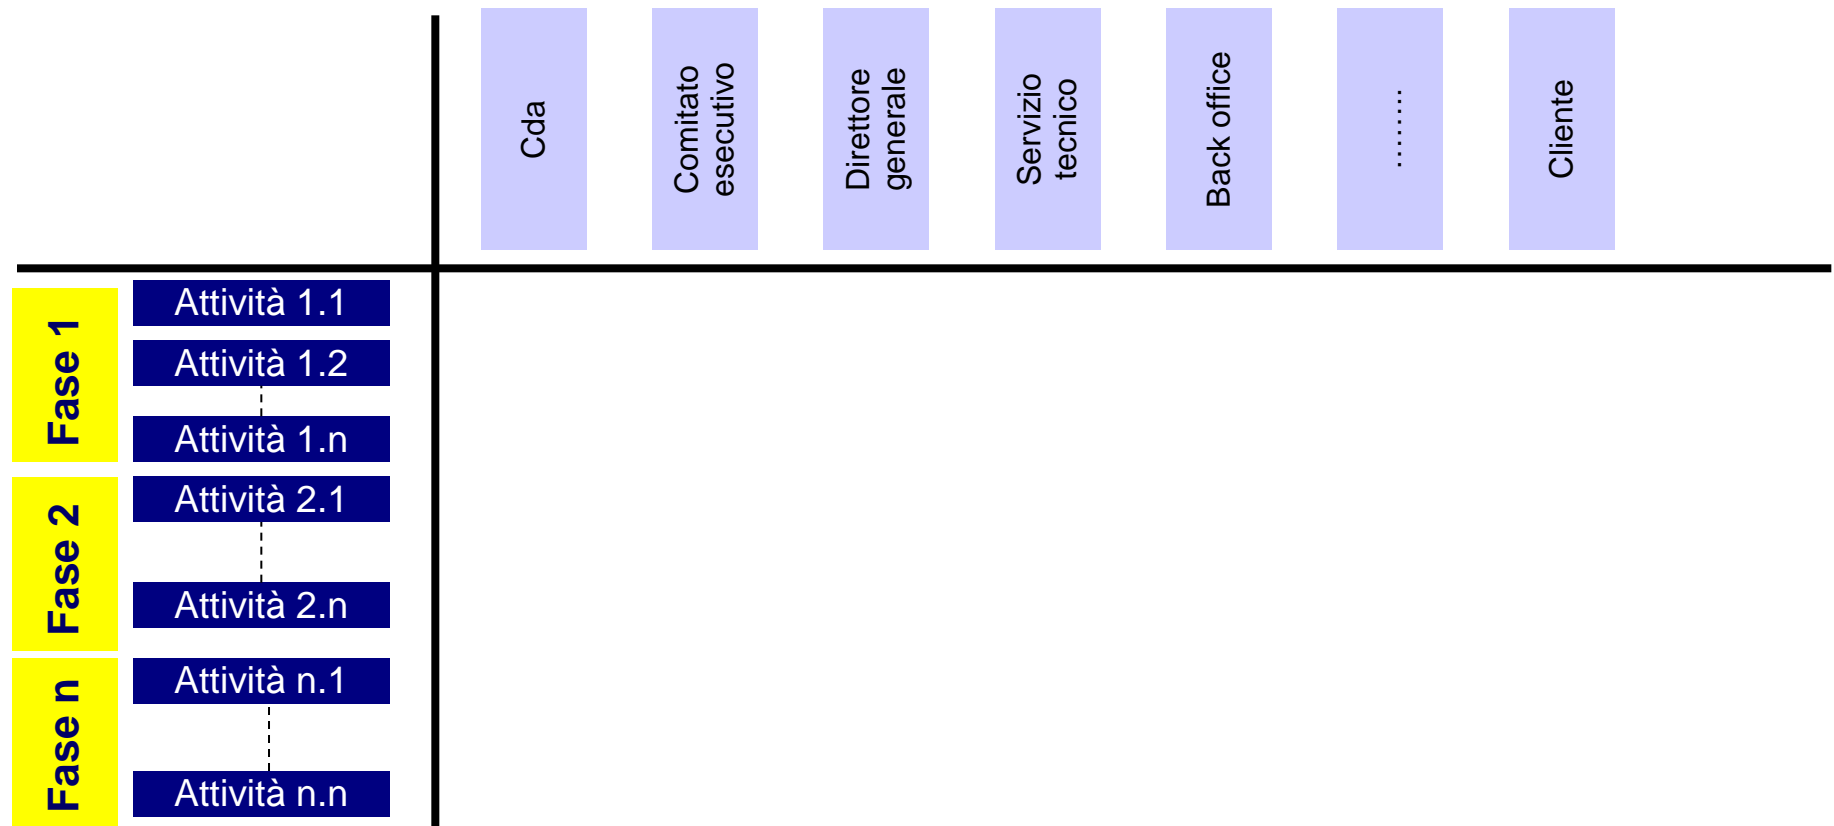 Cda
Comitato
esecutivo
Direttore
generale
Servizio
tecnico
Back office
………
Cliente
Fase 1
Attività 1.1
Attività 1.2
Attività 1.n
Fase 2
Attività 2.1
Attività 2.n
Fase n
Attività n.1
Attività n.n